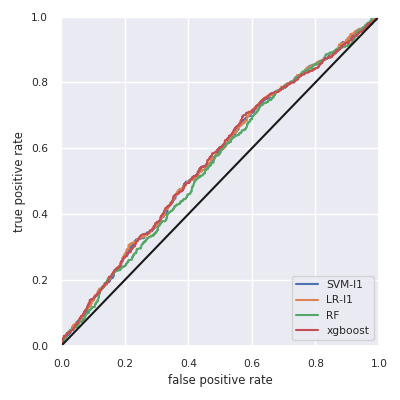 1.0
0.8
0.6
0.4
0.2
0.0
true positive rate
0.0 0.2 0.4 0.6 0.8 1.0
false positive rate
SVM-l1
LR-l1
RF
xgboost